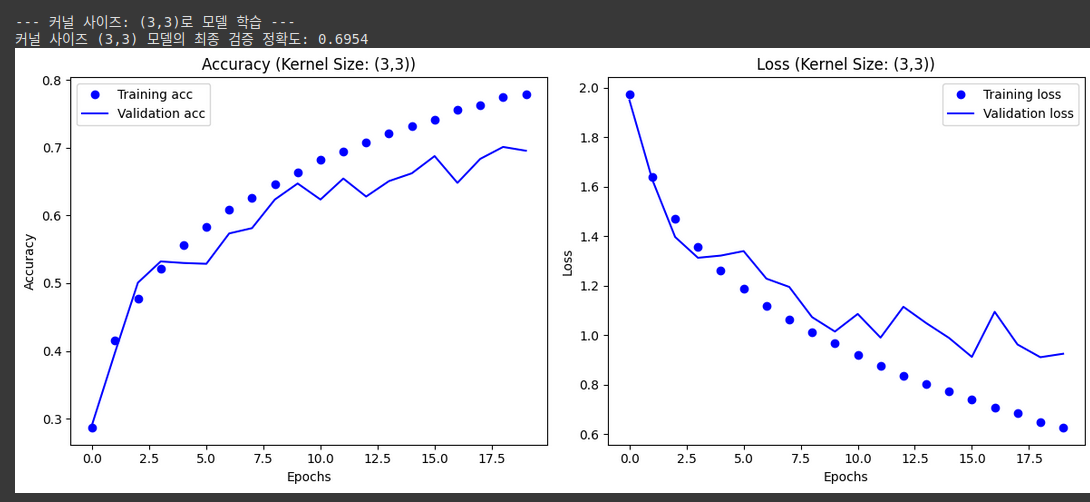 --- 커널 사이즈: (3,3)로 모델 학습 ---
커널 사이즈 (3,3) 모델의 최종 검증 정확도: 0.6954
Accuracy (Kernel Size: (3,3))
Training acc
Validation acc
Accuracy
0.8
0.7
0.6
0.5
0.4
0.3
0.0 2.5 5.0 7.5 10.0 12.5 15.0 17.5
Epochs
Loss (Kernel Size: (3,3))
Training loss
Validation loss
Loss
2.0
1.8
1.6
1.4
1.2
1.0
0.8
0.6
0.0 2.5 5.0 7.5 10.0 12.5 15.0 17.5
Epochs